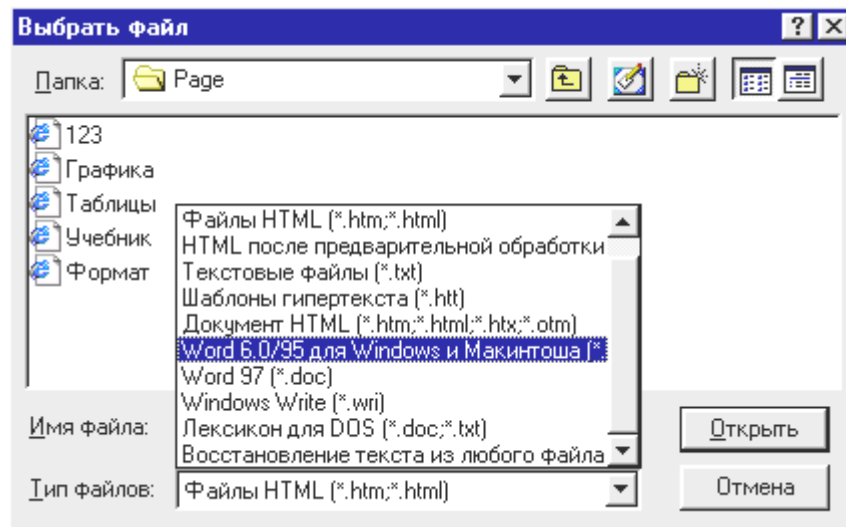 Выбрать файл
Папка: Page
123
Графика
Таблицы
Учебник
Формат
Файлы HTML (*.htm;*.html)
HTML после предварительной обработки
Текстовые файлы (*.txt)
Шаблоны гипертекста (*.htt)
Документ HTML (*.htm;*.html;*.htx;*.otm)
Word 6.0/95 для Windows и Макинтоша (*
Word 97 (*.doc)
Windows Write (*.wri)
Лексикон для DOS (*.doc;*.txt)
Восстановление текста из любого файла
Имя файла:
Открыть
Тип файлов: Файлы HTML (*.htm;*.html)
Отмена